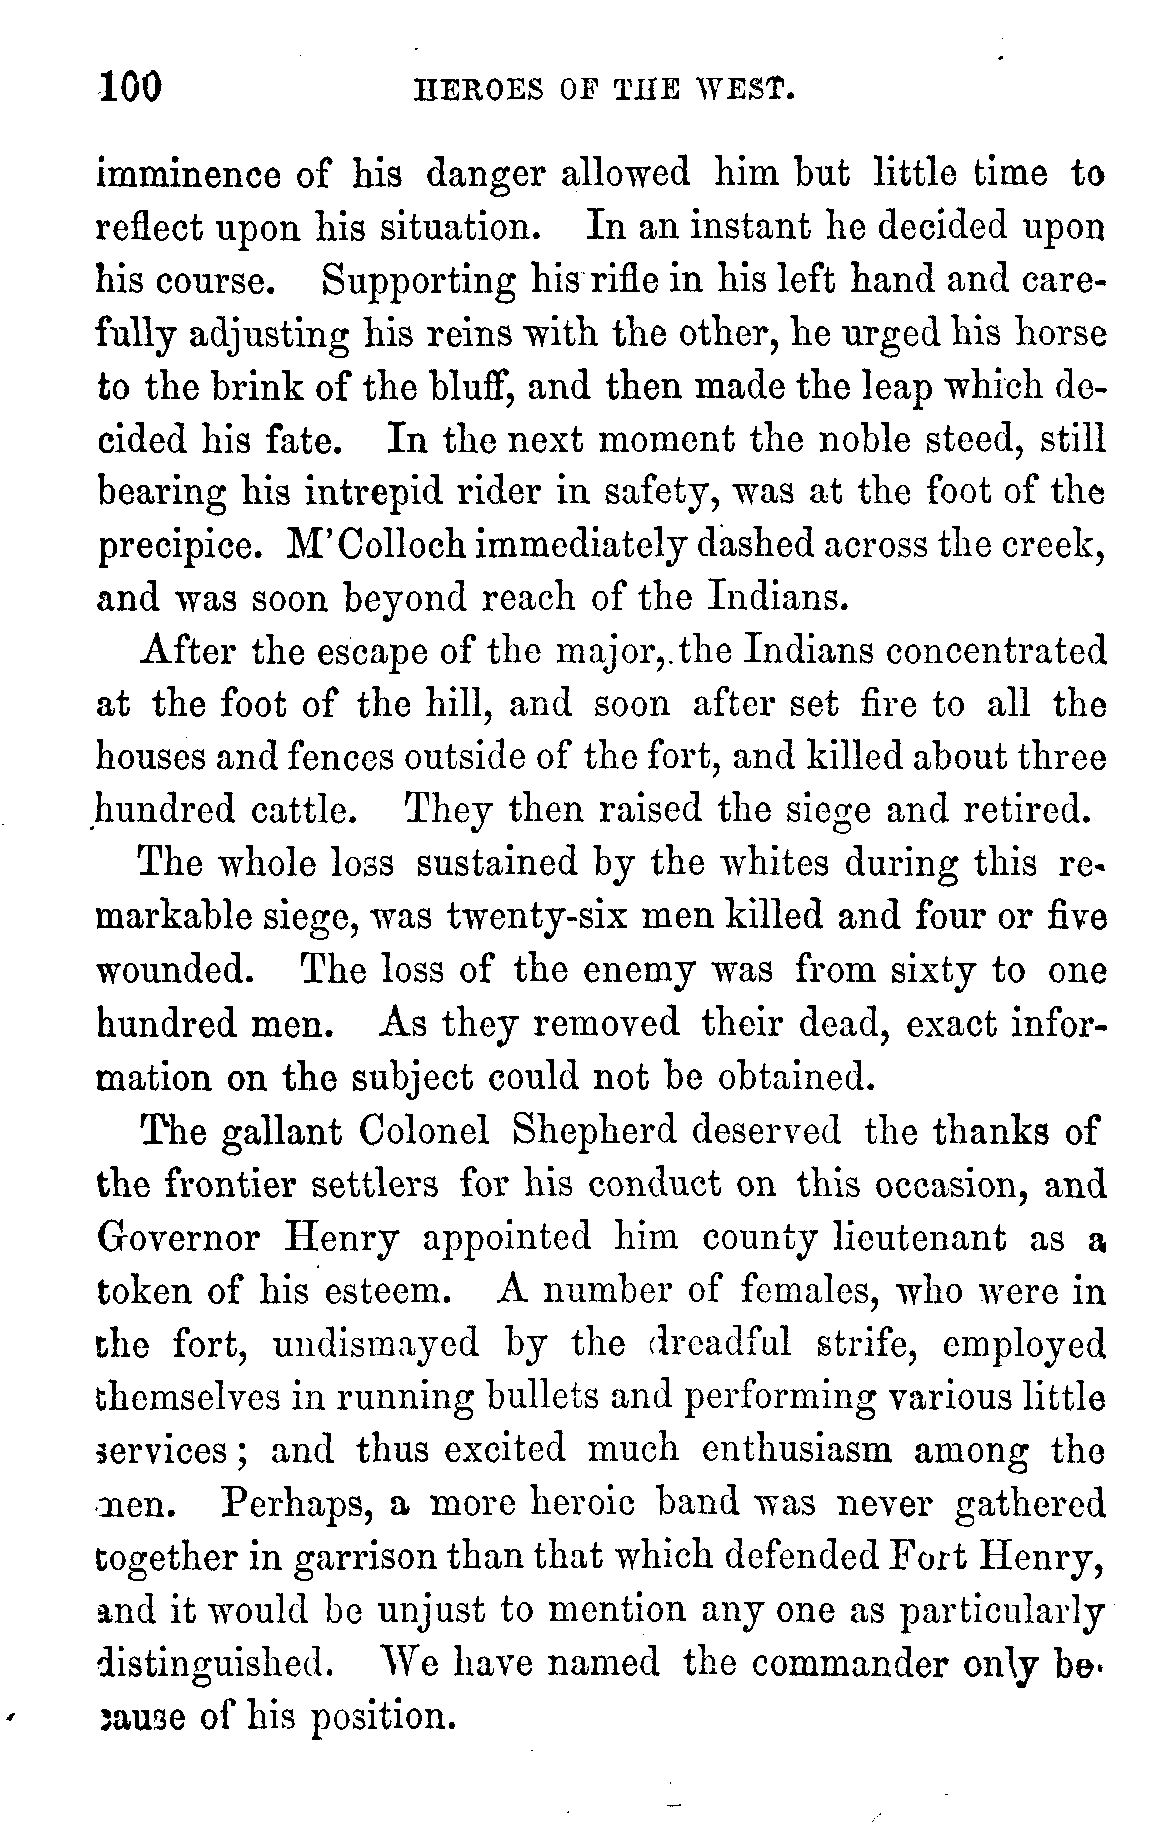 100 HEROES OF THE WEST.
imminence of his danger allowed him but little time to
reflect upon his situation. In an instant he decided upon
his course. Supporting his rifle in his left hand and care-
fully adjusting his reins with the other, he urged his horse
to the brink of the bluff, and then made the leap which de-
cided his fate. In the next moment the noble steed, still
bearing his intrepid rider in safety, was at the foot of the
precipice. M'Colloch immediately dashed across the creek,
and was soon beyond reach of the Indians.
After the escape of the major, the Indians concentrated
at the foot of the hill, and soon after set fire to all the
houses and fences outside of the fort, and killed about three
hundred cattle. They then raised the siege and retired.
The whole loss sustained by the whites during this re-
markable siege, was twenty-six men killed and four or five
wounded. The loss of the enemy was from sixty to one
hundred men. As they removed their dead, exact infor-
mation on the subject could not be obtained.
The gallant Colonel Shepherd deserved the thanks of
the frontier settlers for his conduct on this occasion, and
Governor Henry appointed him county lieutenant as a
token of his esteem. A number of females, who were in
the fort, undismayed by the dreadful strife, employed
themselves in running bullets and performing various little
services; and thus excited much enthusiasm among the
men. Perhaps, a more heroic band was never gathered
together in garrison than that which defended Fort Henry,
and it would be unjust to mention any one as particularly
distinguished. We have named the commander only be-
cause of his position.